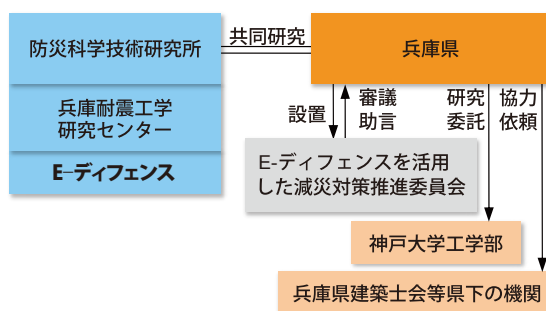 防災科学技術研究所
共同研究
兵庫県
兵庫耐震工学
研究センター
E−ディフェンス
設置
審議
助言
研究
委託
協力
依頼
E-ディフェンスを活用
した減災対策推進委員会
神戸大学工学部
兵庫県建築士会等県下の機関